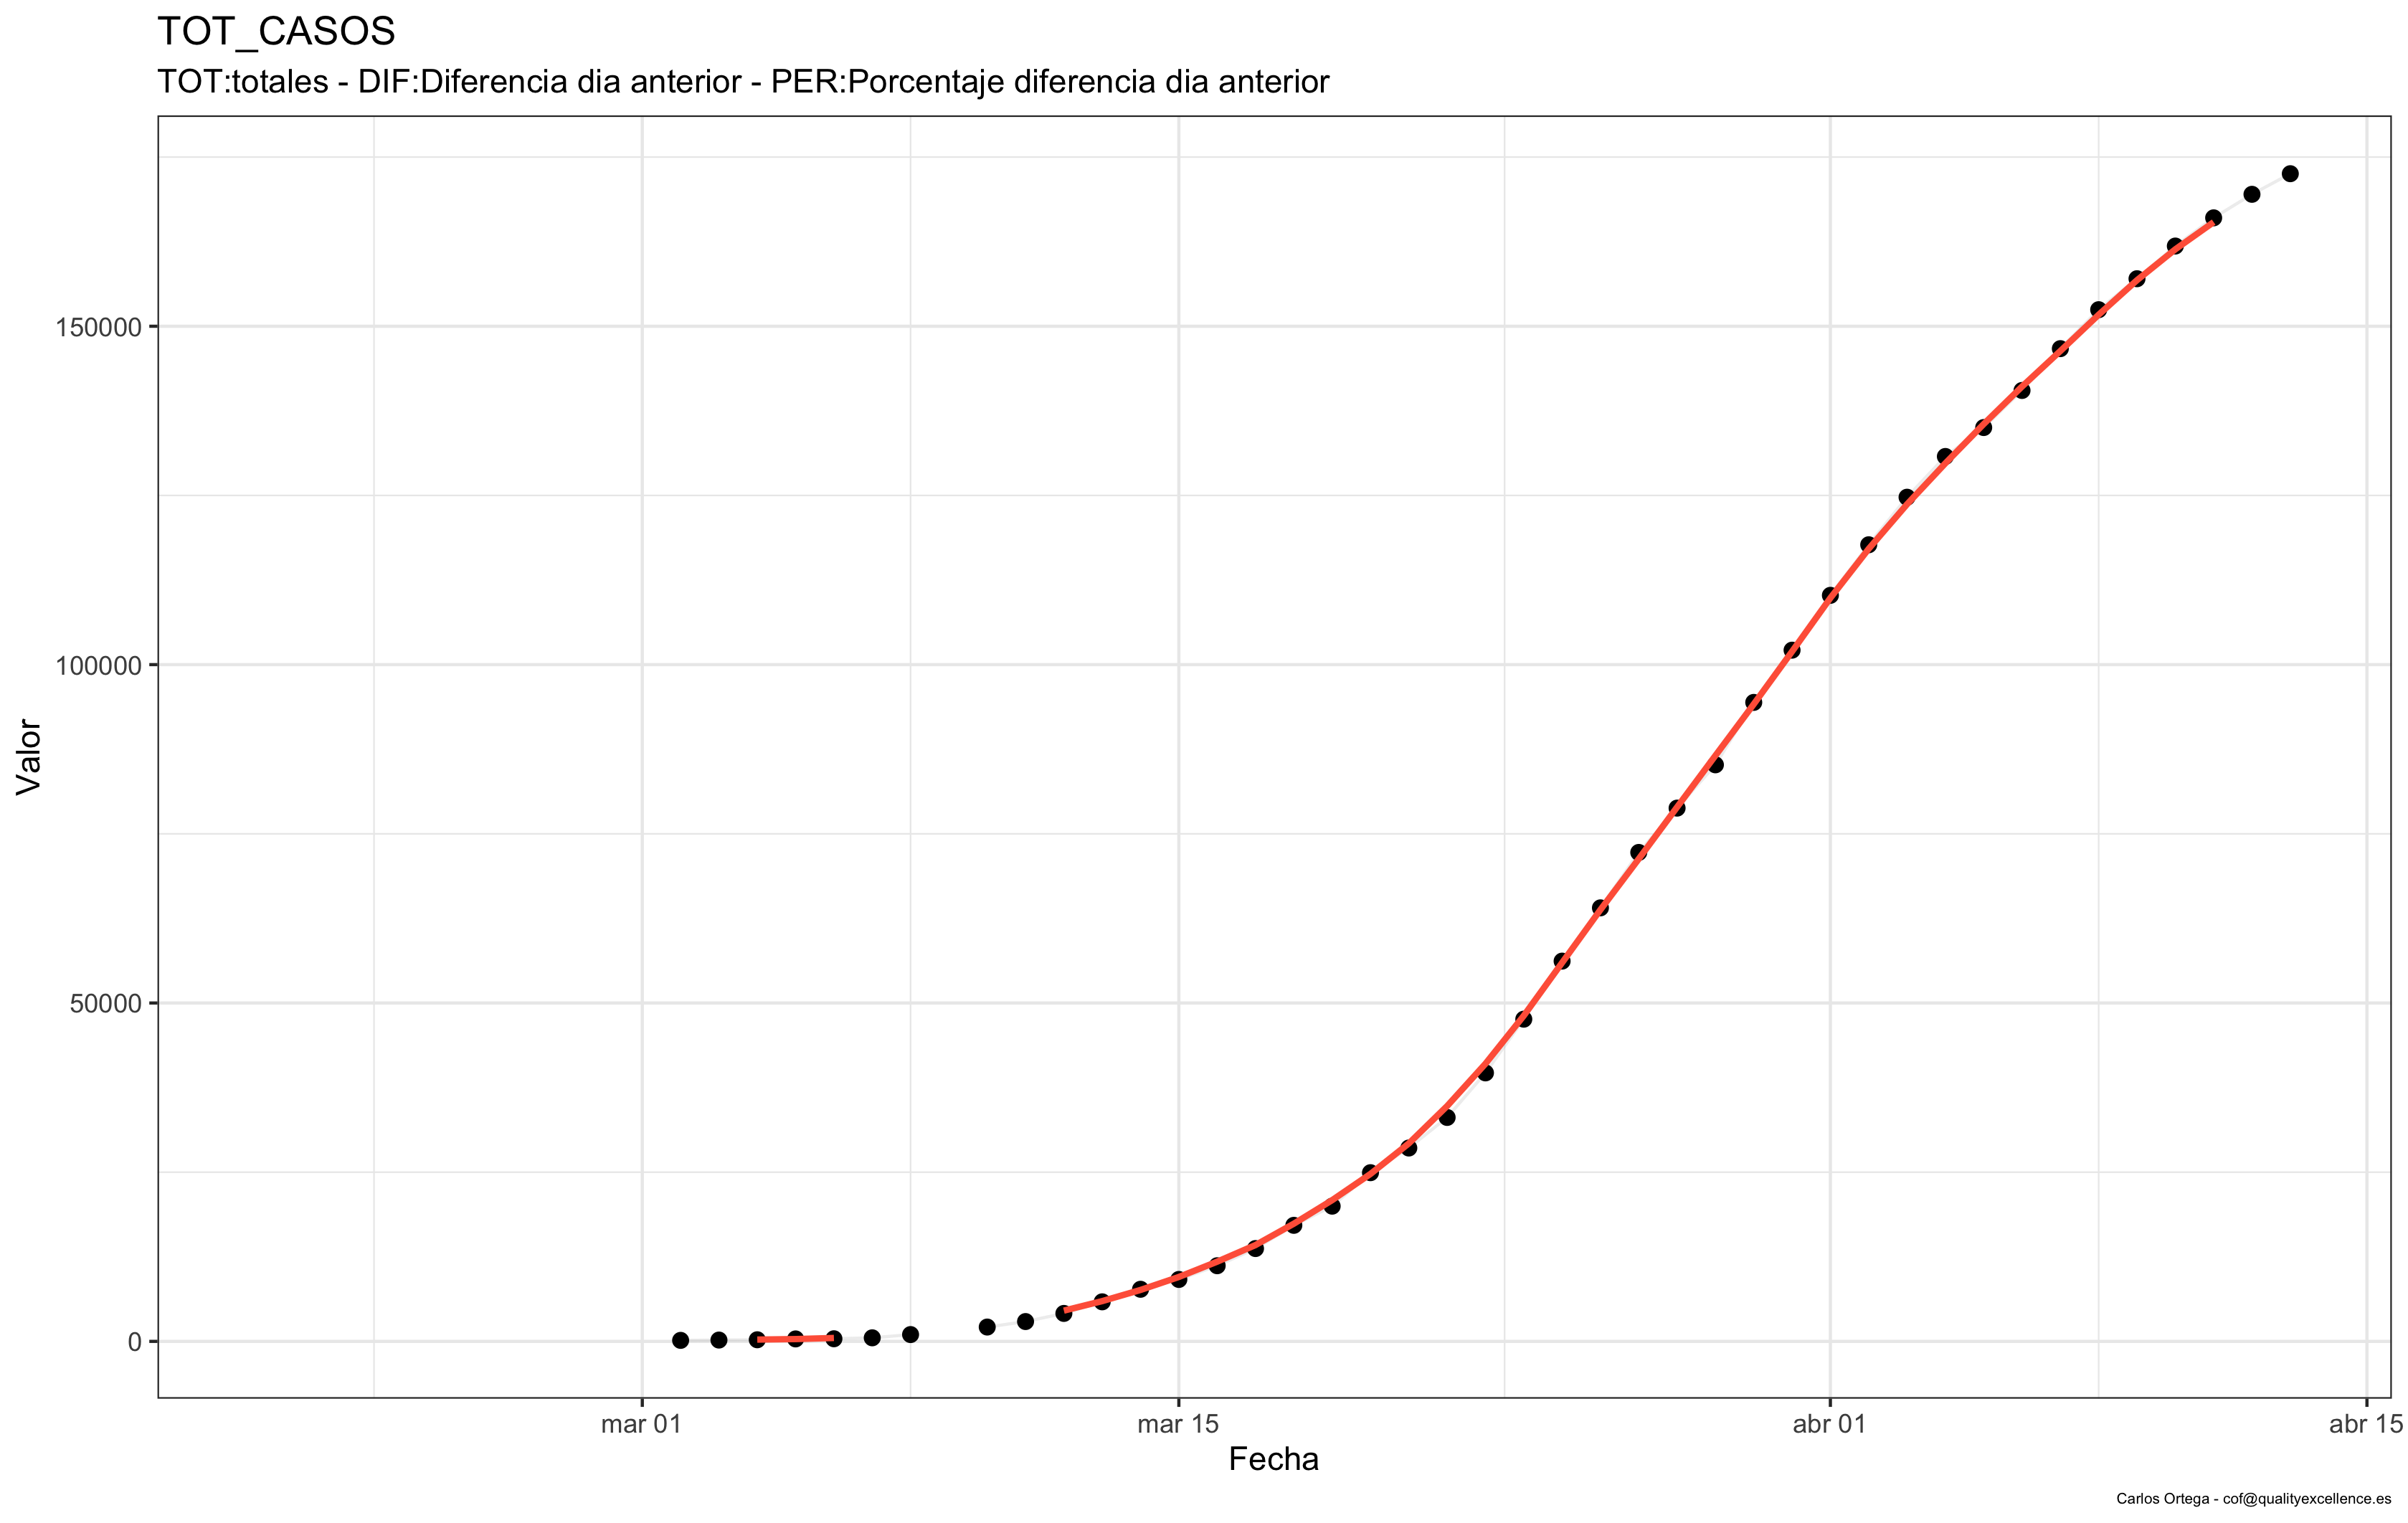 TOT_CASOS
TOT:totales - DIF:Diferencia dia anterior - PER:Porcentaje diferencia dia anterior
150000
100000
50000
0
Valor
mar 01
mar 15
abr 01
abr 15
Fecha
Carlos Ortega - cof@qualityexcellence.es